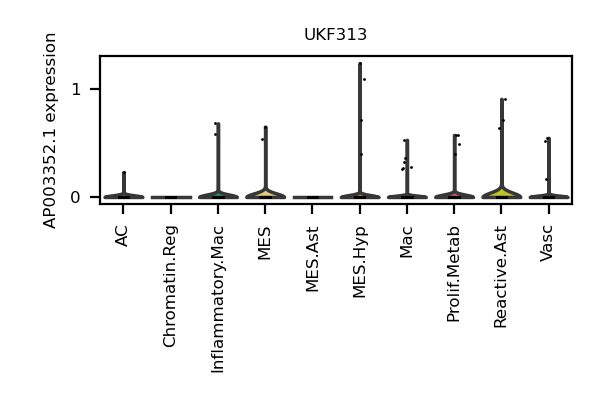 UKF313
AP003352.1 expression
1
0
AC
Chromatin.Reg
Inflammatory.Mac
MES
MES.Ast
MES.Hyp
Mac
Prolif.Metab
Reactive.Ast
Vasc